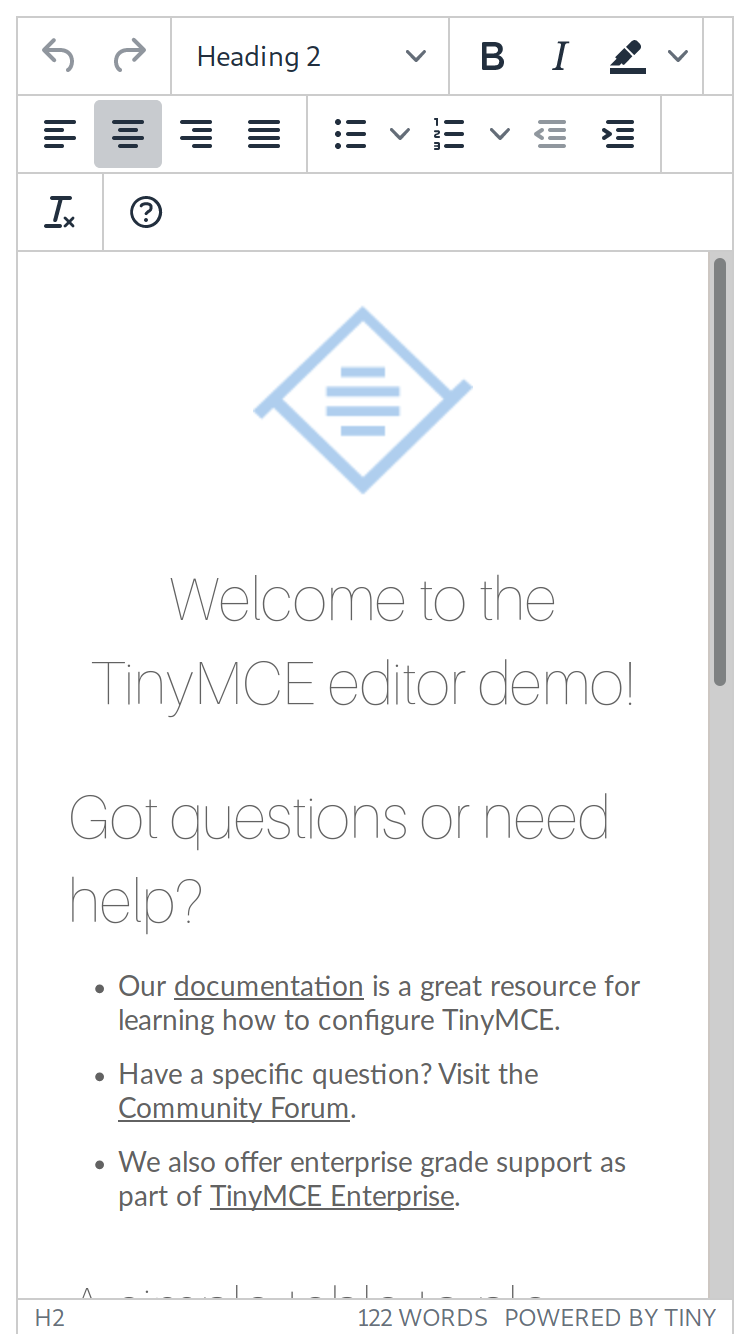 Heading 2
Welcome to the
TinyMCE editor demo!
Got questions or need
help?
• Our documentation is a great resource for
learning how to configure TinyMCE.
• Have a specific question? Visit the
Community Forum.
• We also offer enterprise grade support as
part of TinyMCE Enterprise.
H2 122 WORDS POWERED BY TINY